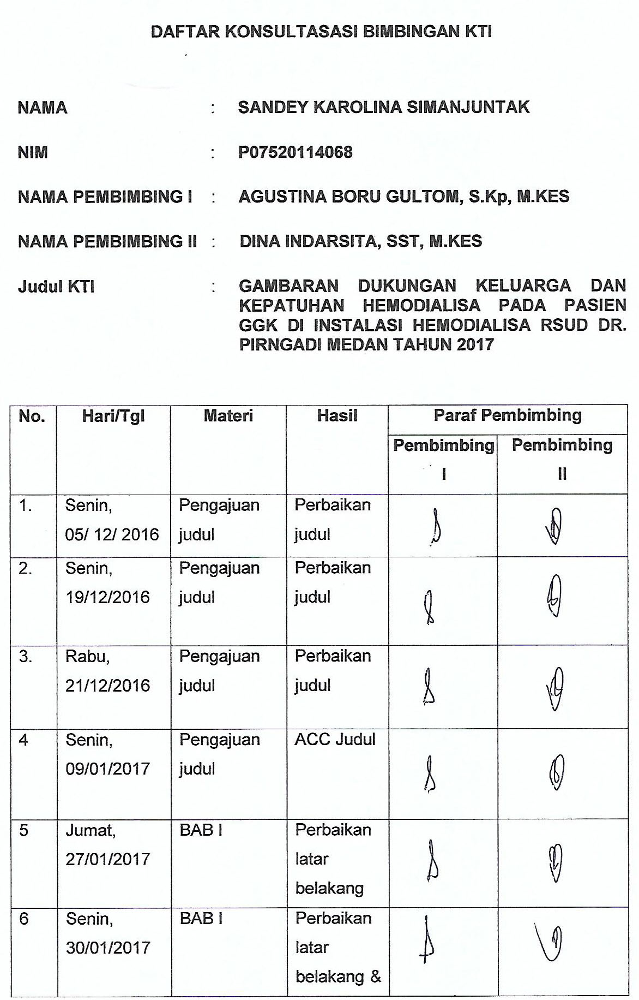 DAFTAR KONSULTASASI BIMBINGAN KTI
NAMA : SANDEY KAROLINA SIMANJUNTAK
NIM : P07520114068
NAMA PEMBIMBING I : AGUSTINA BORU GULTOM, S.Kp, M.KES
NAMA PEMBIMBING II : DINA INDARSITA, SST, M.KES
Judul KTI : GAMBARAN DUKUNGAN KELUARGA DAN
KEPATUHAN HEMODIALISA PADA PASIEN
GGK DI INSTALASI HEMODIALISA RSUD DR.
PIRNGADI MEDAN TAHUN 2017
No. Hari/Tgl Materi Hasil Paraf Pembimbing
Pembimbing Pembimbing
I II
1. Senin, Pengajuan Perbaikan
05/ 12/ 2016 judul judul
2. Senin, Pengajuan Perbaikan
19/12/2016 judul judul
3. Rabu, Pengajuan Perbaikan
21/12/2016 judul judul
4 Senin, Pengajuan ACC Judul
09/01/2017 judul
5 Jumat, BAB I Perbaikan
27/01/2017 latar
belakang
6 Senin, BAB I Perbaikan
30/01/2017 latar
belakang &